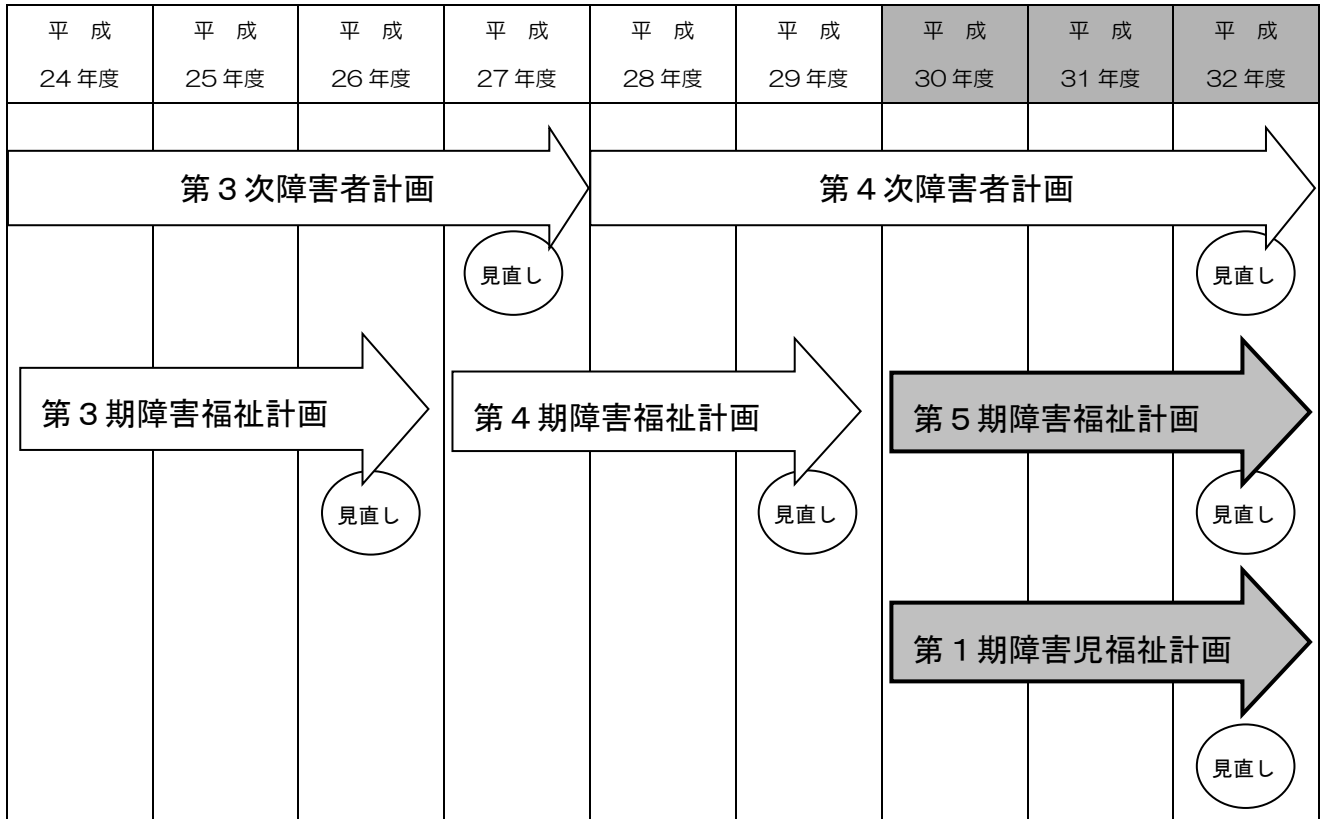 平 成 平 成 平 成 平 成 平 成 平 成 平 成 平 成 平 成
24年度 25年度 26年度 27年度 28年度 29年度 30年度 31年度 32年度
第3次障害者計画 第4次障害者計画
見直し 見直し
第3期障害福祉計画 第4期障害福祉計画 第5期障害福祉計画
見直し 見直し 見直し
第1期障害児福祉計画
見直し